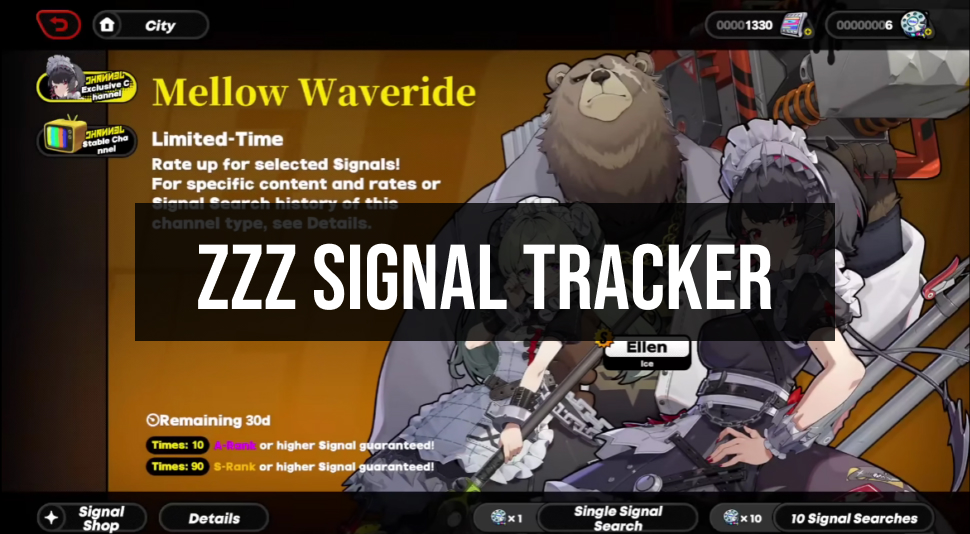 City
00001330
00000006
CHANNEL
Exclusive C
hannel
CHANNEL
Stable Cha
nnel
Mellow Waveride
Limited-Time
Rate up for selected Signals!
For specific content and rates or
Signal Search history of this
channel type, see Details.
ZZZ SIGNAL TRACKER
S
Ellen
Ice
Remaining 30d
Times: 10 A-Rank or higher Signal guaranteed!
Times: 90 S-Rank or higher Signal guaranteed!
Signal
Shop
Details
x 1
Single Signal
Search
x 10
10 Signal Searches